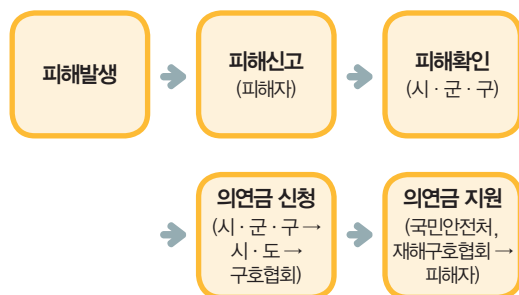 피해발생
피해신고
(피해자)
피해확인
(시 · 군 · 구)
의연금 신청
(시 · 군 · 구 →
시 · 도 →
구호협회)
의연금 지원
(국민안전처,
재해구호협회 →
피해자)